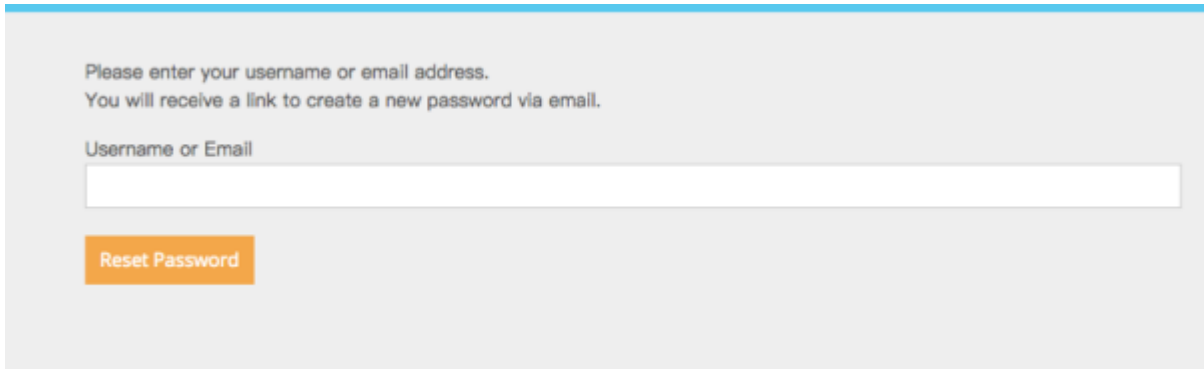 Please enter your username or email address.
You will receive a link to create a new password via email.
Username or Email
Reset Password